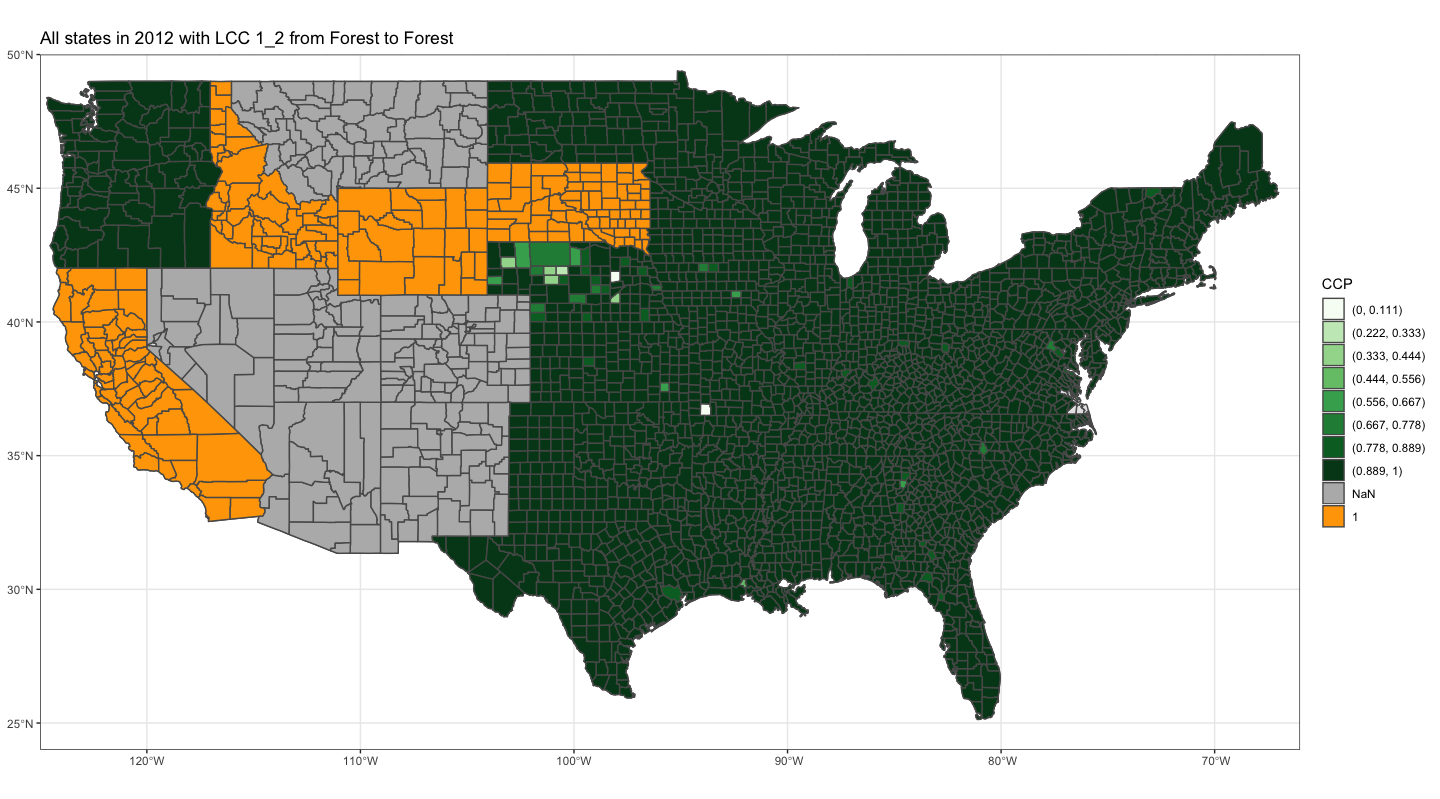 All states in 2012 with LCC 1_2 from Forest to Forest
50°N
45°N
40°N
35°N
30°N
25°N
120°W
110°W
100°W
90°W
80°W
70°W
CCP
(0, 0.111)
(0.222, 0.333)
(0.333, 0.444)
(0.444, 0.556)
(0.556, 0.667)
(0.667, 0.778)
(0.778, 0.889)
(0.889, 1)
NaN
1